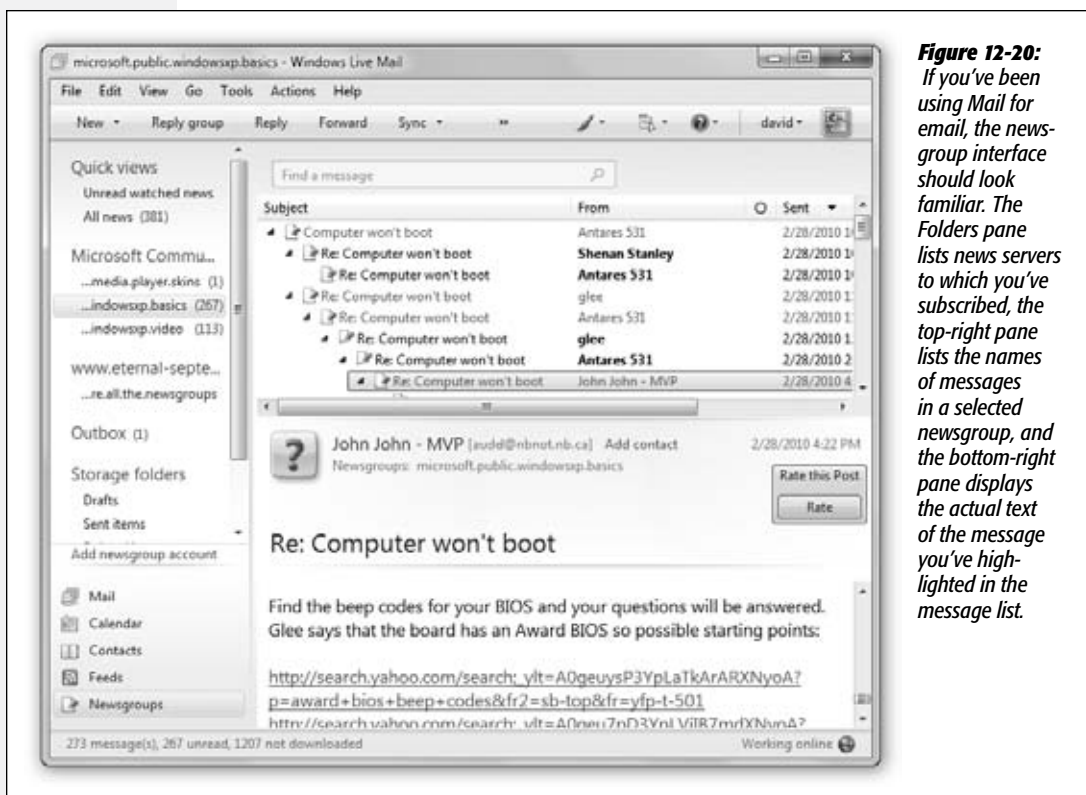 microsoft.public.windowsxp.basics - Windows Live Mail
File Edit View Go Tools Actions Help
New Reply group Reply Forward Sync » david
Quick views
Unread watched news
All news (381)
Microsoft Commu...
...media.player.skins (1)
...indowsxp.basics (267)
...indowsxp.video (113)
www.eternal-septe...
...re.all.the.newsgroups
Outbox (1)
Storage folders
Drafts
Sent items
Add newsgroup account
Mail
Calendar
Contacts
Feeds
Newsgroups
Find a message
Subject From Sent
Computer won't boot Antares 531 2/28/2010 1
Re: Computer won't boot Shenan Stanley 2/28/2010 1
Re: Computer won't boot Antares 531 2/28/2010 1
Re: Computer won't boot glee 2/28/2010 1
Re: Computer won't boot Antares 531 2/28/2010 1
Re: Computer won't boot glee 2/28/2010 1
Re: Computer won't boot Antares 531 2/28/2010 2
Re: Computer won't boot John John - MVP 2/28/2010 4
John John - MVP [audd@nbnot.nb.ca] Add contact 2/28/2010 4:22 PM
Newsgroups: microsoft.public.windowsxp.basics
Rate this Post
Rate
Re: Computer won't boot
Find the beep codes for your BIOS and your questions will be answered.
Glee says that the board has an Award BIOS so possible starting points:
http://search.yahoo.com/search;_ylt=A0geuysP3YpLaTkArARXNyoA?
p=award+bios+beep+codes&fr2=sb-top&fr=yfp-t-501
273 message(s), 267 unread, 1207 not downloaded Working online
Figure 12-20:
If you've been
using Mail for
email, the news-
group interface
should look
familiar. The
Folders pane
lists news servers
to which you've
subscribed, the
top-right pane
lists the names
of messages
in a selected
newsgroup, and
the bottom-right
pane displays
the actual text
of the message
you've high-
lighted in the
message list.